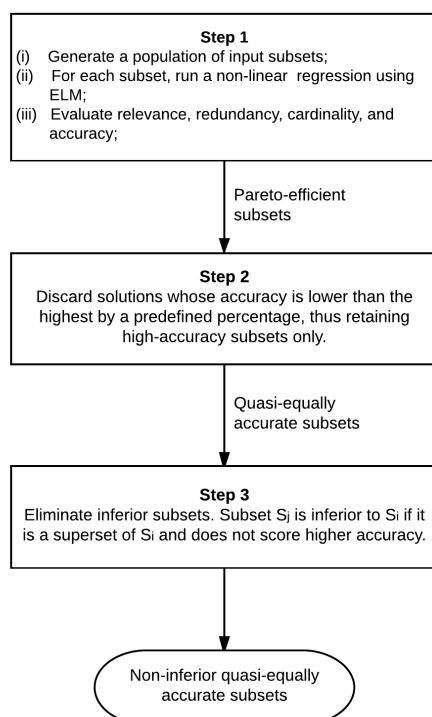 Step 1
(i) Generate a population of input subsets;
(ii) For each subset, run a non-linear regression using
ELM;
(iii) Evaluate relevance, redundancy, cardinality, and
accuracy;
Pareto-efficient
subsets
Step 2
Discard solutions whose accuracy is lower than the
highest by a predefined percentage, thus retaining
high-accuracy subsets only.
Quasi-equally
accurate subsets
Step 3
Eliminate inferior subsets. Subset Sj is inferior to Si if it
is a superset of Si and does not score higher accuracy.
Non-inferior quasi-equally
accurate subsets